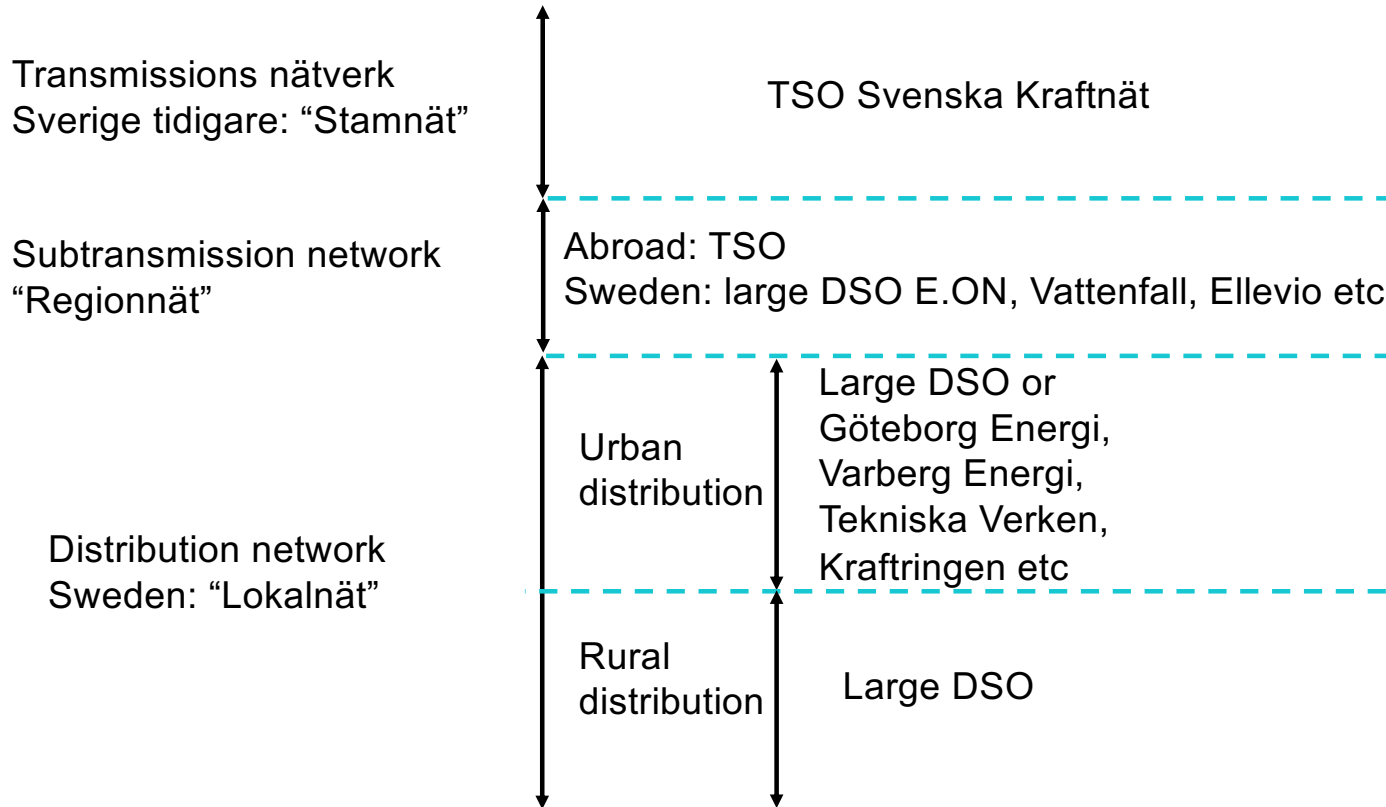 Transmissions nätverk
Sverige tidigare: “Stamnät”
TSO Svenska Kraftnät
Subtransmission network
“Regionnät”
Abroad: TSO
Sweden: large DSO E.ON, Vattenfall, Ellevio etc
Distribution network
Sweden: “Lokalnät”
Urban
distribution
Large DSO or
Göteborg Energi,
Varberg Energi,
Tekniska Verken,
Kraftringen etc
Rural
distribution
Large DSO